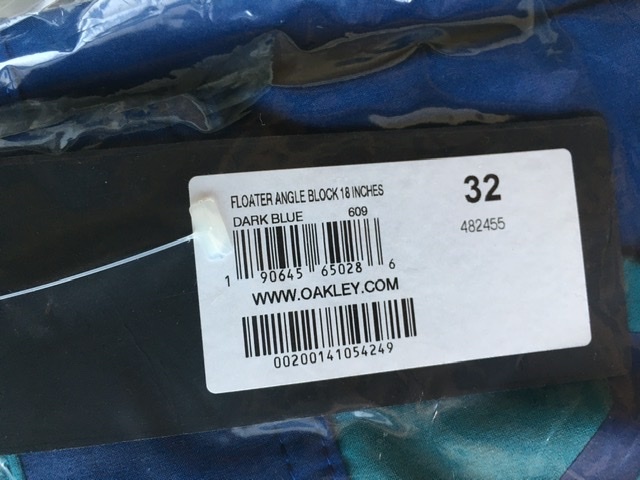 FLOATER ANGLE BLOCK 18 INCHES
DARK BLUE 609
32
482455
1 90645 65028 6
WWW.OAKLEY.COM
00200141054249